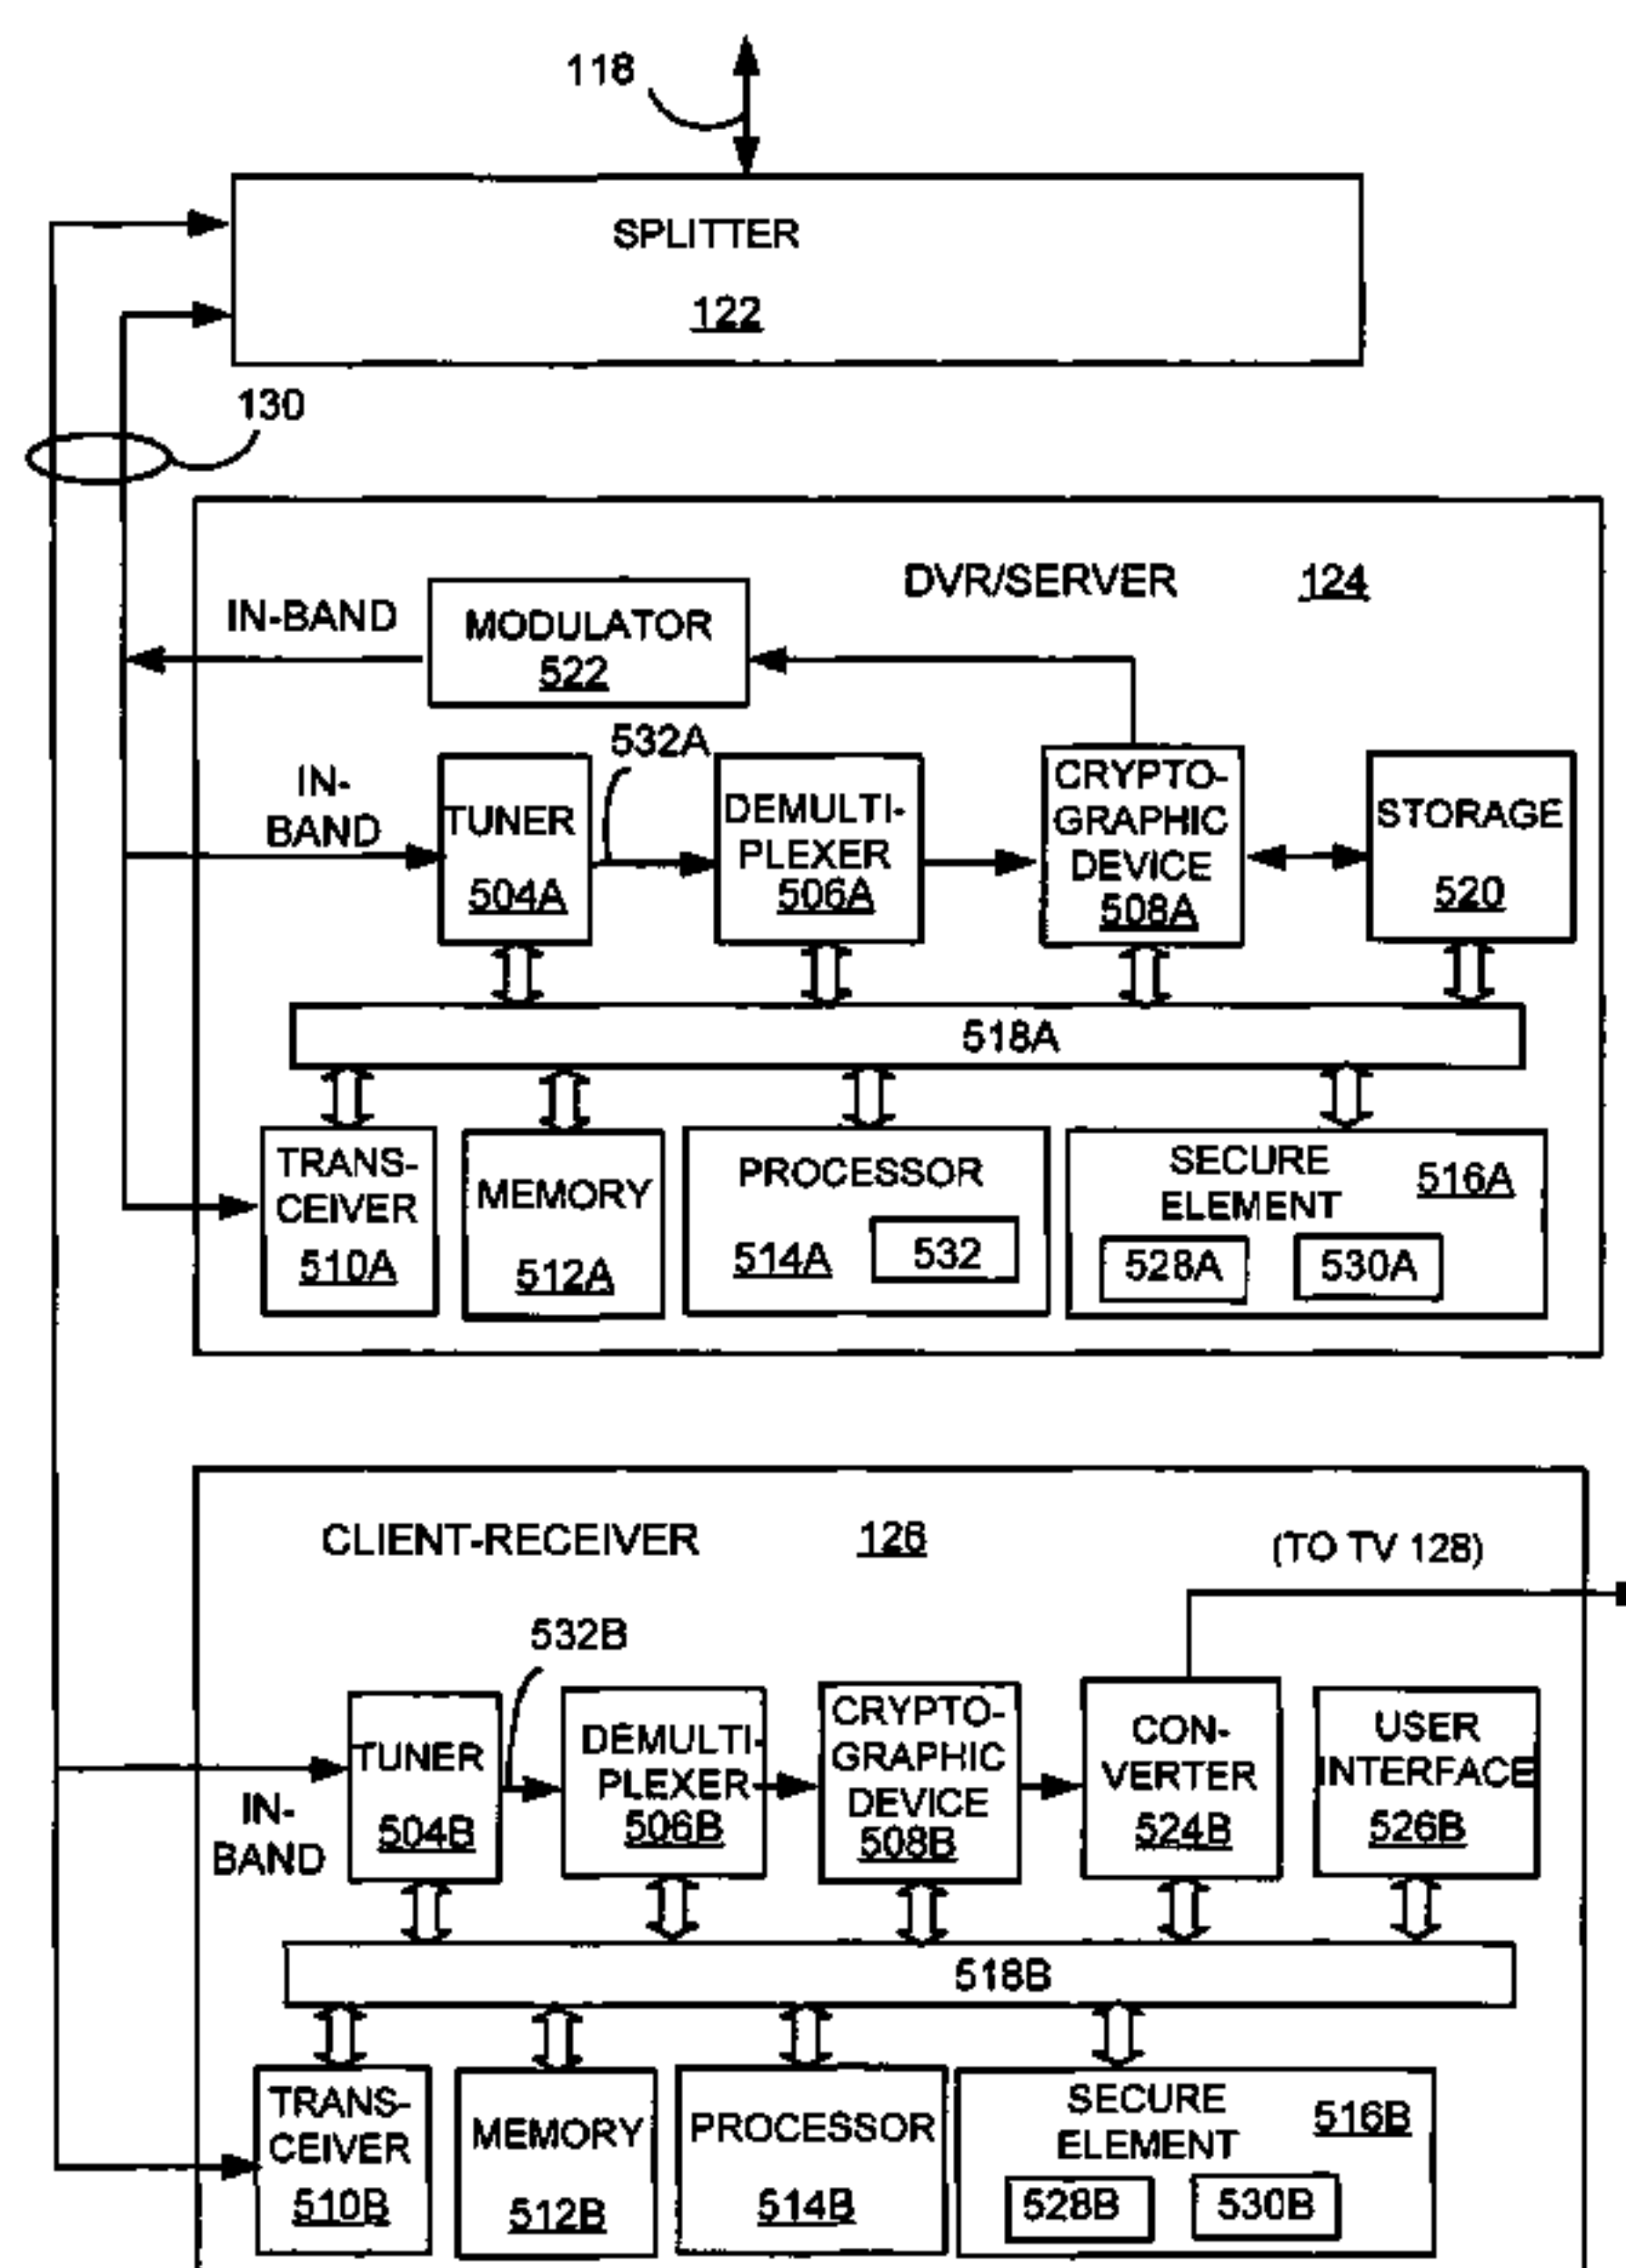 118
SPLITTER
122
130
DVR/SERVER 124
IN-BAND
MODULATOR
522
532A
IN-
BAND
TUNER
504A
DEMULTI-
PLEXER
506A
CRYPTO-
GRAPHIC
DEVICE
508A
STORAGE
520
518A
TRANS-
CEIVER
510A
MEMORY
512A
PROCESSOR
514A
532
SECURE
ELEMENT
516A
528A
530A
CLIENT-RECEIVER 126
(TO TV 128)
532B
IN-
BAND
TUNER
504B
DEMULTI-
PLEXER
506B
CRYPTO-
GRAPHIC
DEVICE
508B
CON-
VERTER
524B
USER
INTERFACE
526B
518B
TRANS-
CEIVER
510B
MEMORY
512B
PROCESSOR
514B
SECURE
ELEMENT
516B
528B
530B